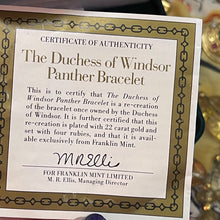 CERTIFICATE OF AUTHENTICITY
The Duchess of Windsor
Panther Bracelet
This is to certify that The Duchess of
Windsor Panther Bracelet is a re-creation
of the bracelet once owned by the Duchess
of Windsor. It is further certified that this
re-creation is plated with 22 carat gold and
set with four rubies, and that it is avail-
able exclusively from Franklin Mint.
M R Ellis
FOR FRANKLIN MINT LIMITED
M. R. Ellis, Managing Director